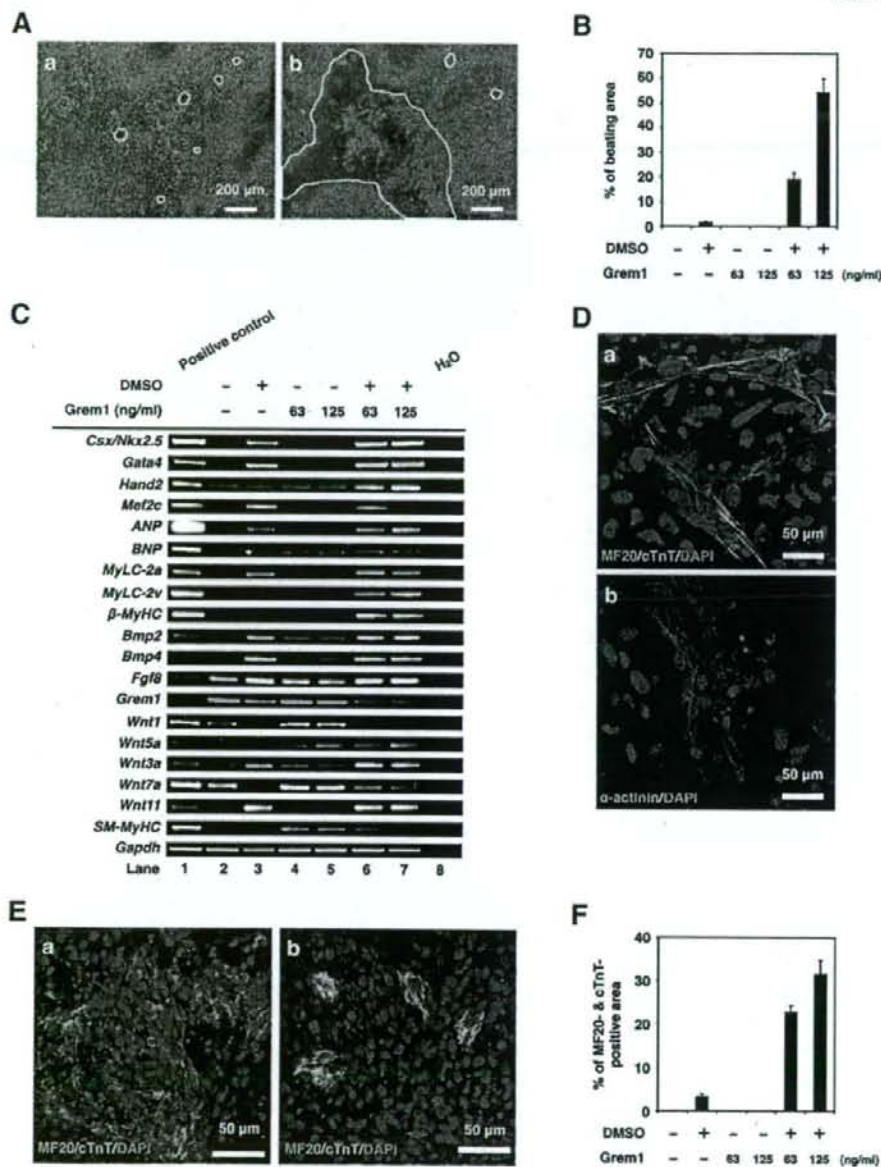 A
a
b
200 µm
200 µm
B
70
60
50
40
30
20
10
0
% of beating area
DMSO − + − − + +
Grem1 − − 63 125 63 125 (ng/ml)
C
Positive control
H₂O
DMSO − + − − + +
Grem1 (ng/ml) − − 63 125 63 125
Csx/Nkx2.5
Gata4
Hand2
Mef2c
ANP
BNP
MyLC-2a
MyLC-2v
β-MyHC
Bmp2
Bmp4
Fgf8
Grem1
Wnt1
Wnt5a
Wnt3a
Wnt7a
Wnt11
SM-MyHC
Gapdh
Lane 1 2 3 4 5 6 7 8
D
a
50 µm
MF20/cTnT/DAPI
b
50 µm
α-actinin/DAPI
E
a
50 µm
MF20/cTnT/DAPI
b
50 µm
MF20/cTnT/DAPI
F
40
30
20
10
0
% of MF20- & cTnT-
positive area
DMSO − + − − + +
Grem1 − − 63 125 63 125 (ng/ml)